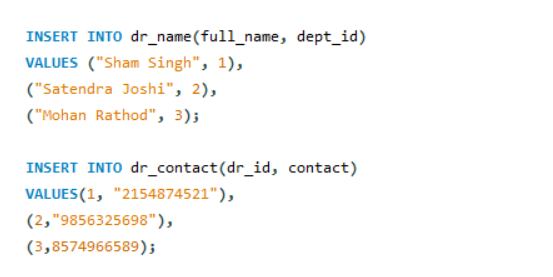 INSERT INTO dr_name(full_name, dept_id)
VALUES ("Sham Singh", 1),
("Satendra Joshi", 2),
("Mohan Rathod", 3);
INSERT INTO dr_contact(dr_id, contact)
VALUES(1, "2154874521"),
(2,"9856325698"),
(3,8574966589);